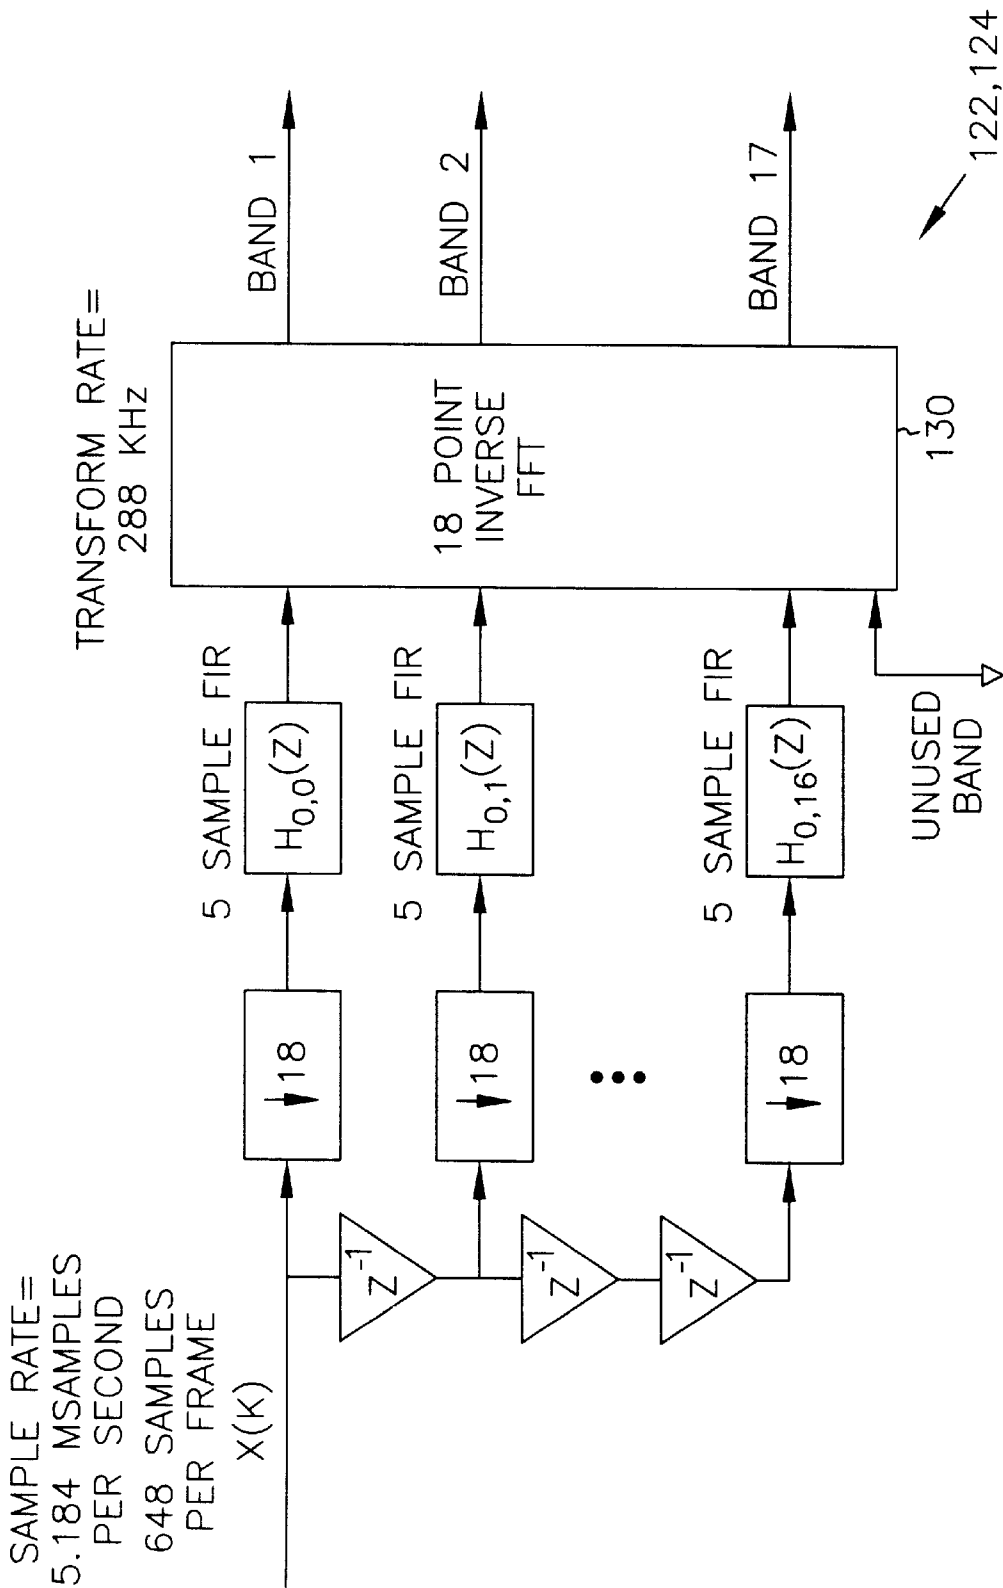 SAMPLE RATE=
5.184 MSAMPLES
PER SECOND
648 SAMPLES
PER FRAME
X(K)
TRANSFORM RATE=
288 KHz
Z⁻¹
Z⁻¹
Z⁻¹
↓18
↓18
↓18
5 SAMPLE FIR
H₀,₀(Z)
5 SAMPLE FIR
H₀,₁(Z)
5 SAMPLE FIR
H₀,₁₆(Z)
UNUSED
BAND
18 POINT
INVERSE
FFT
130
BAND 1
BAND 2
BAND 17
122,124